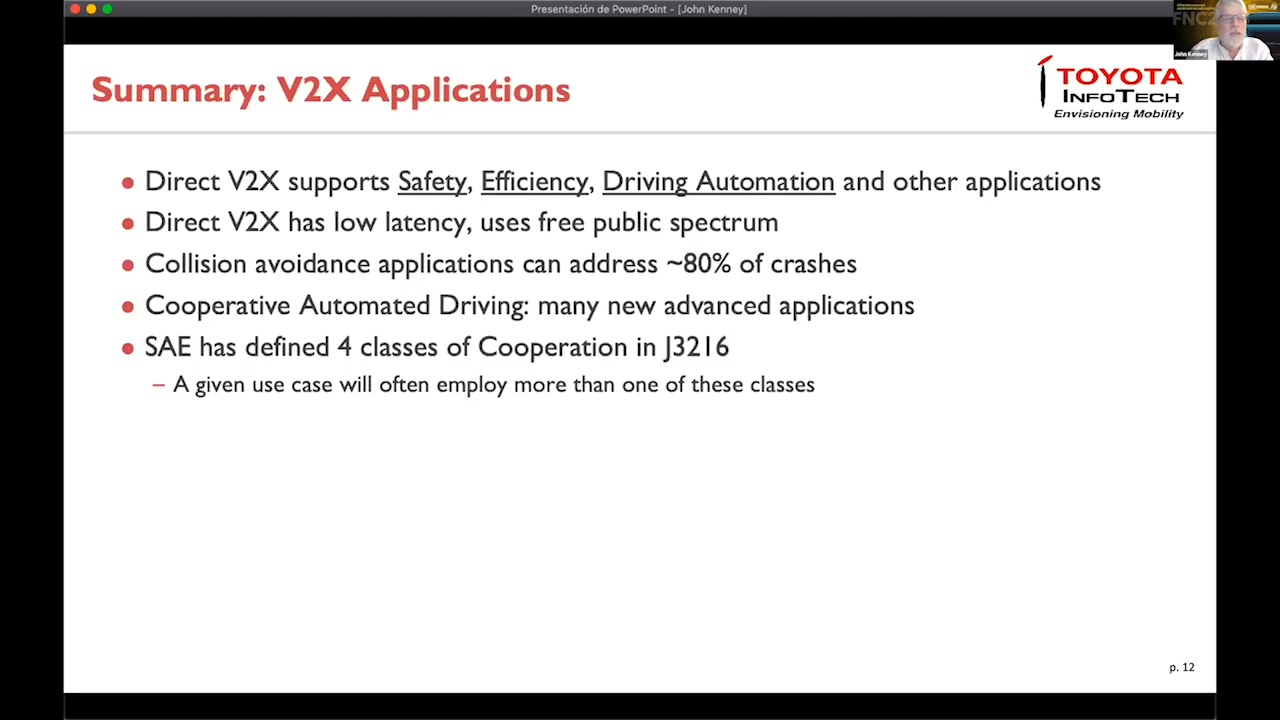 Presentación de PowerPoint - [John Kenney]
FNC2
John Kenney
Summary: V2X Applications
TOYOTA
INFOTECH
Envisioning Mobility
• Direct V2X supports Safety, Efficiency, Driving Automation and other applications
• Direct V2X has low latency, uses free public spectrum
• Collision avoidance applications can address ~80% of crashes
• Cooperative Automated Driving: many new advanced applications
• SAE has defined 4 classes of Cooperation in J3216
– A given use case will often employ more than one of these classes
p. 12